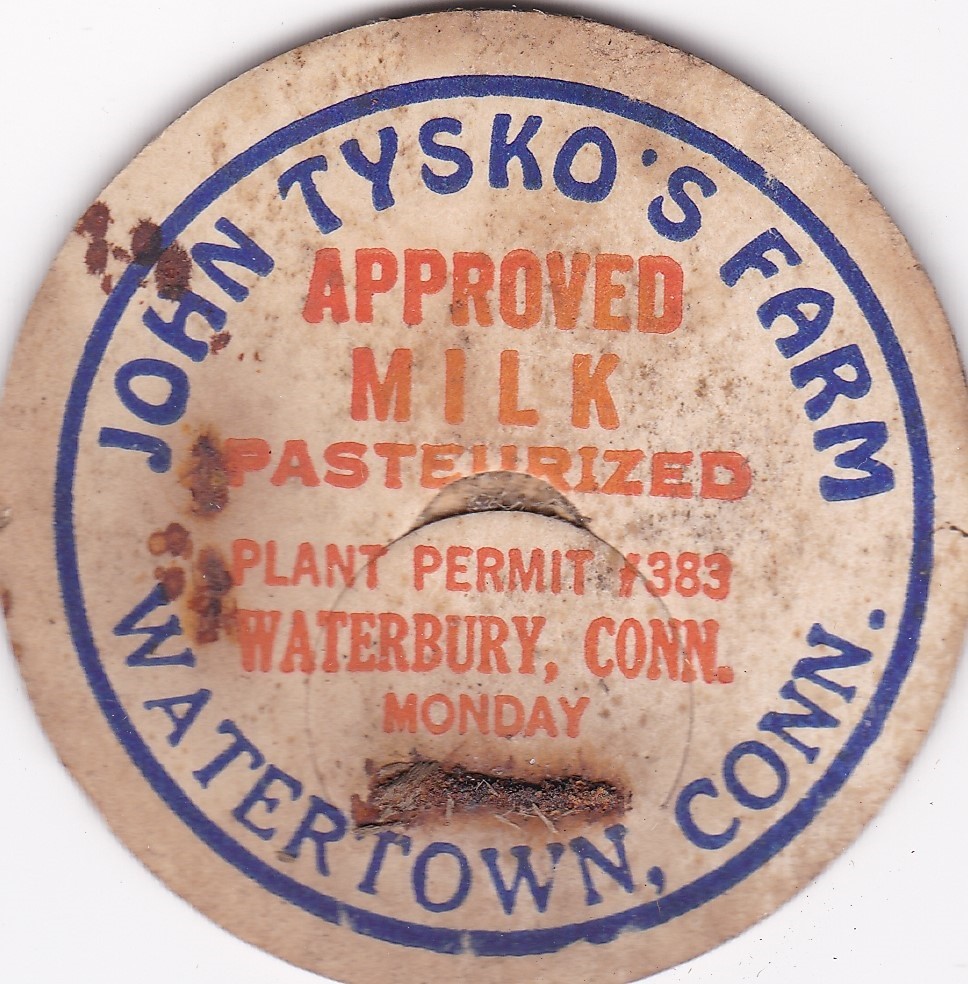 JOHN TYSKO'S FARM
APPROVED
MILK
PASTEURIZED
PLANT PERMIT #383
WATERBURY, CONN.
MONDAY
WATERTOWN, CONN.